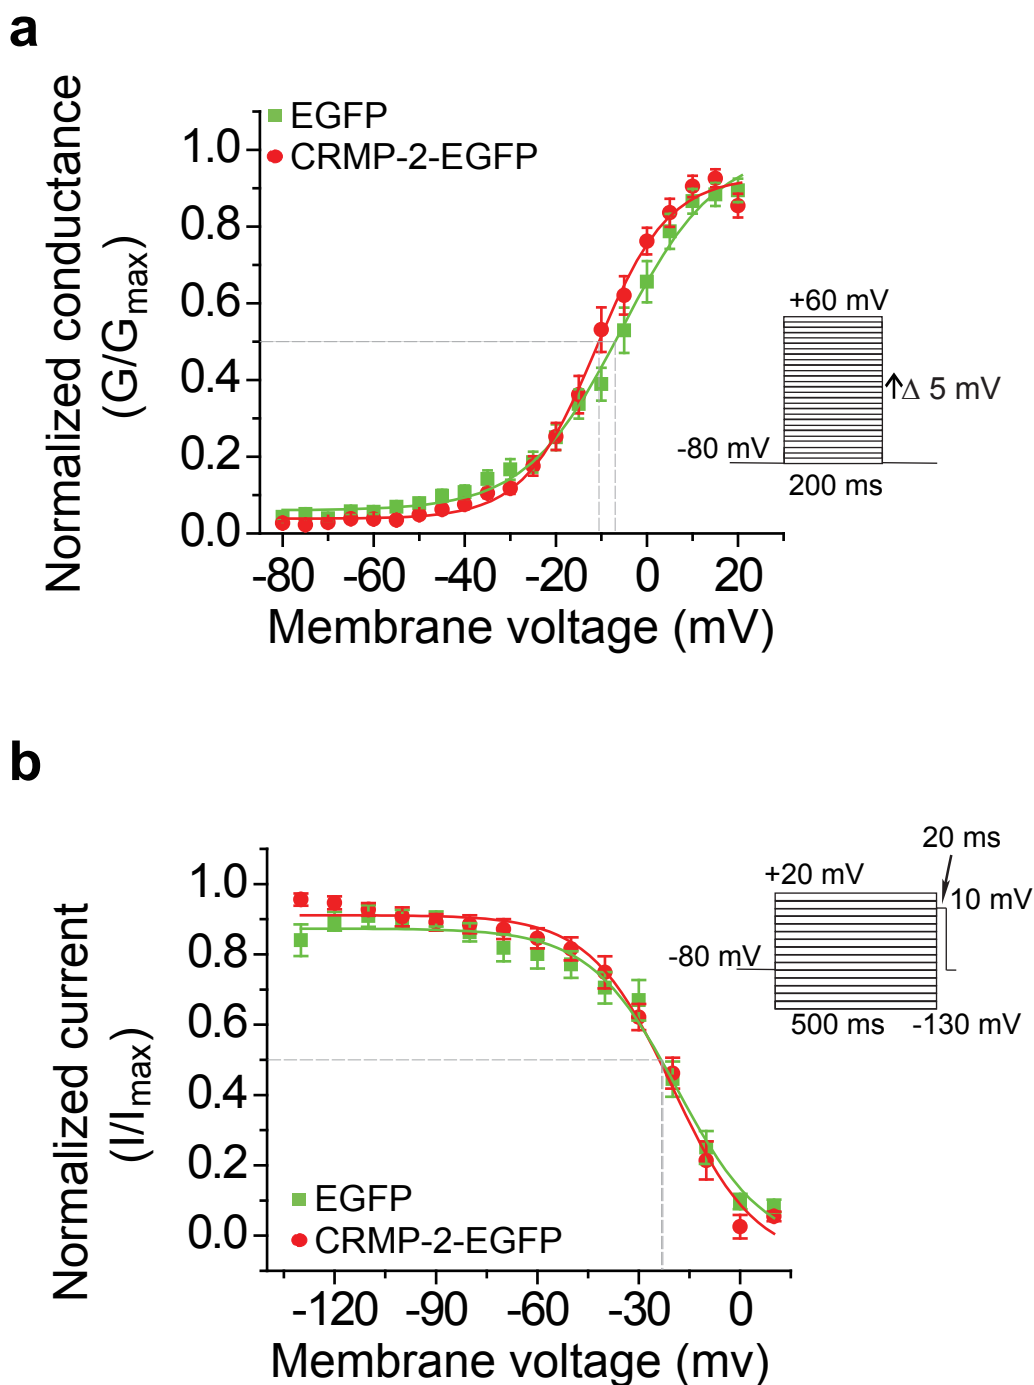 a
EGFP
CRMP-2-EGFP
Normalized conductance
(G/Gmax)
1.0
0.8
0.6
0.4
0.2
0.0
-80 -60 -40 -20 0 20
Membrane voltage (mV)
+60 mV
Δ 5 mV
-80 mV
200 ms
b
Normalized current
(I/Imax)
1.0
0.8
0.6
0.4
0.2
0.0
EGFP
CRMP-2-EGFP
-120 -90 -60 -30 0
Membrane voltage (mv)
20 ms
+20 mV
10 mV
-80 mV
500 ms
-130 mV